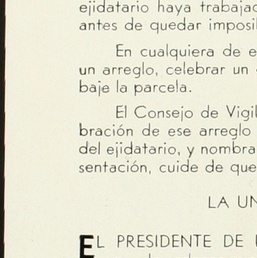 ejidatario haya trabajad
antes de quedar imposi
En cualquiera de e
un arreglo, celebrar un
baje la parcela.
El Consejo de Vigil
bración de ese arreglo
del ejidatario, y nombra
sentación, cuide de que
LA UN
EL PRESIDENTE DE